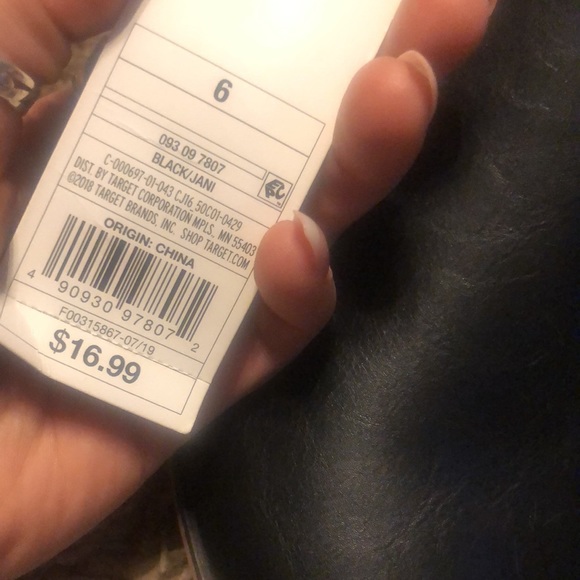 6
093 09 7807
BLACK/JANI
C-000697-01-043 CJ16 50C01-0429
DIST. BY TARGET CORPORATION MPLS, MN 55403
©2018 TARGET BRANDS, INC. SHOP TARGET.COM
ORIGIN: CHINA
4 90930 97807 2
F00315867-07/19
$16.99